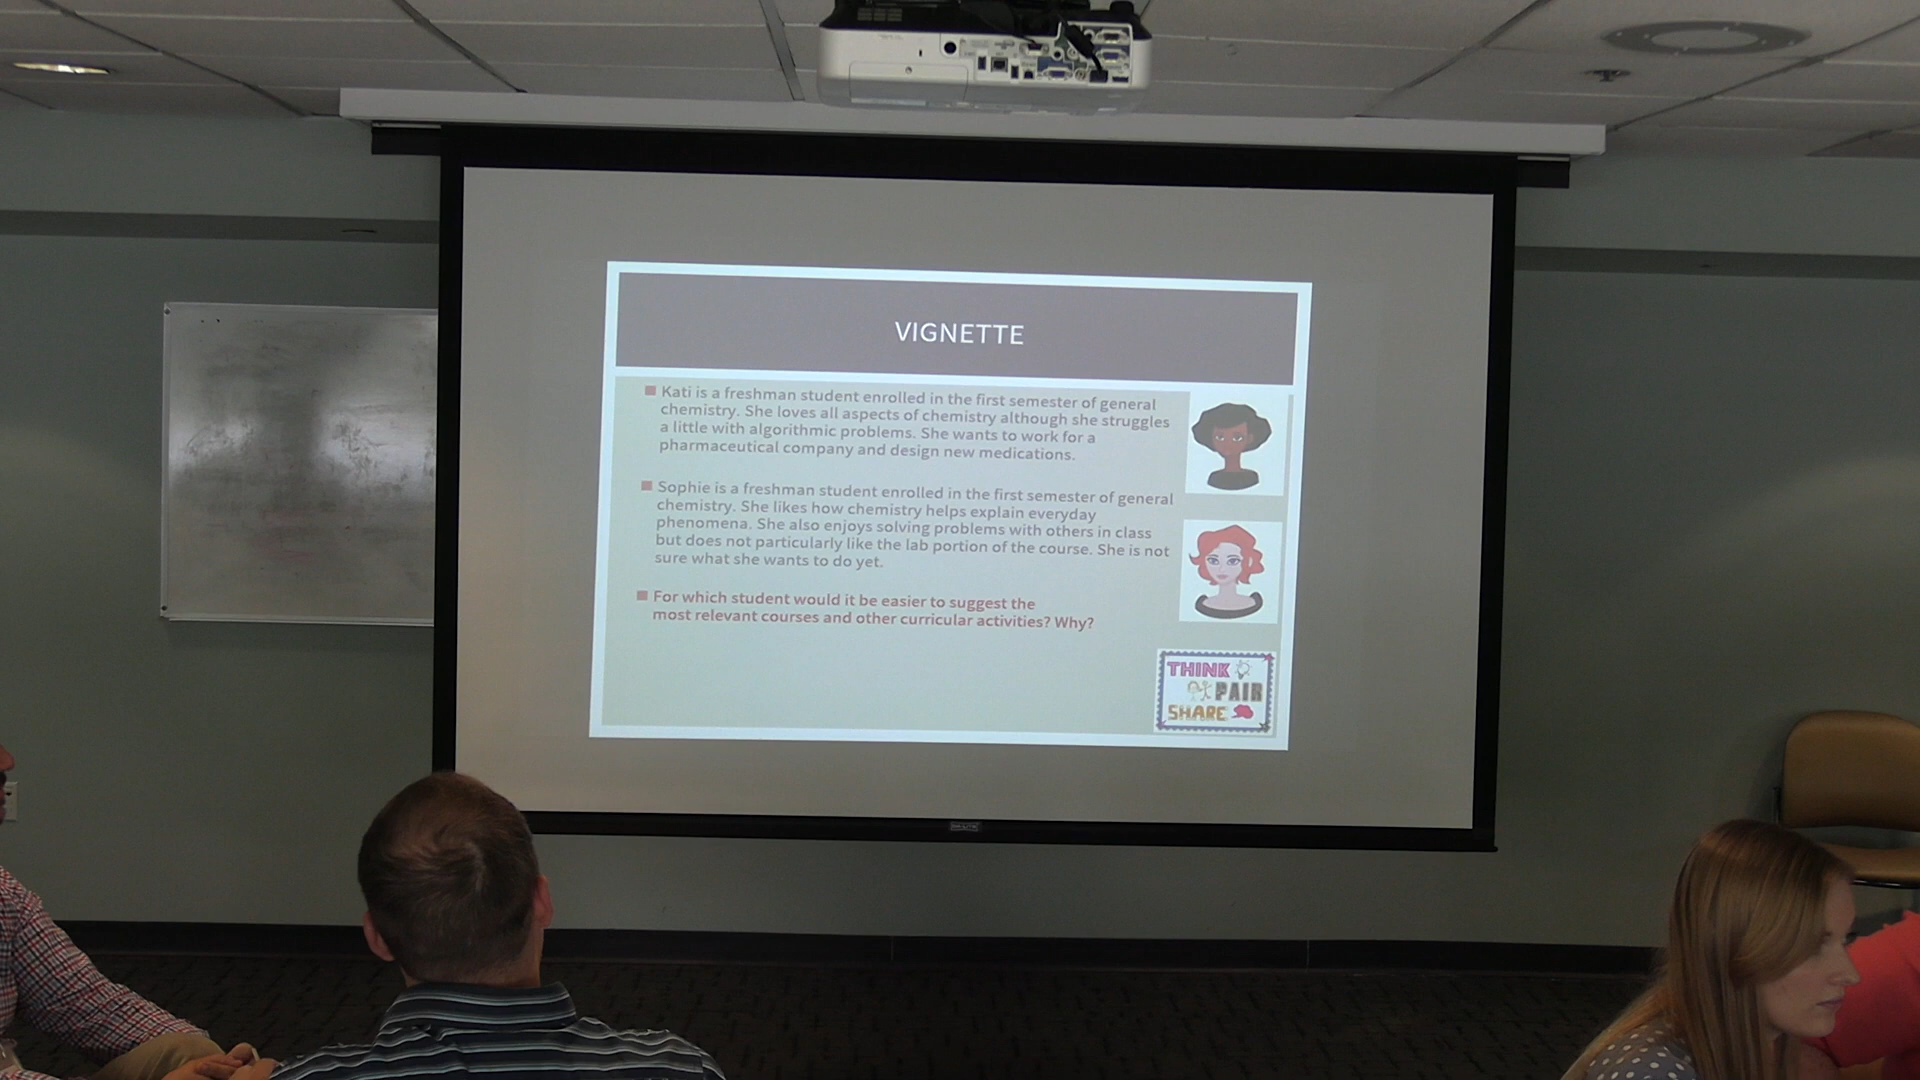 VIGNETTE
Kati is a freshman student enrolled in the first semester of general
chemistry. She loves all aspects of chemistry although she struggles
a little with algorithmic problems. She wants to work for a
pharmaceutical company and design new medications.
Sophie is a freshman student enrolled in the first semester of general
chemistry. She likes how chemistry helps explain everyday
phenomena. She also enjoys solving problems with others in class
but does not particularly like the lab portion of the course. She is not
sure what she wants to do yet.
For which student would it be easier to suggest the
most relevant courses and other curricular activities? Why?
THINK
PAIR
SHARE